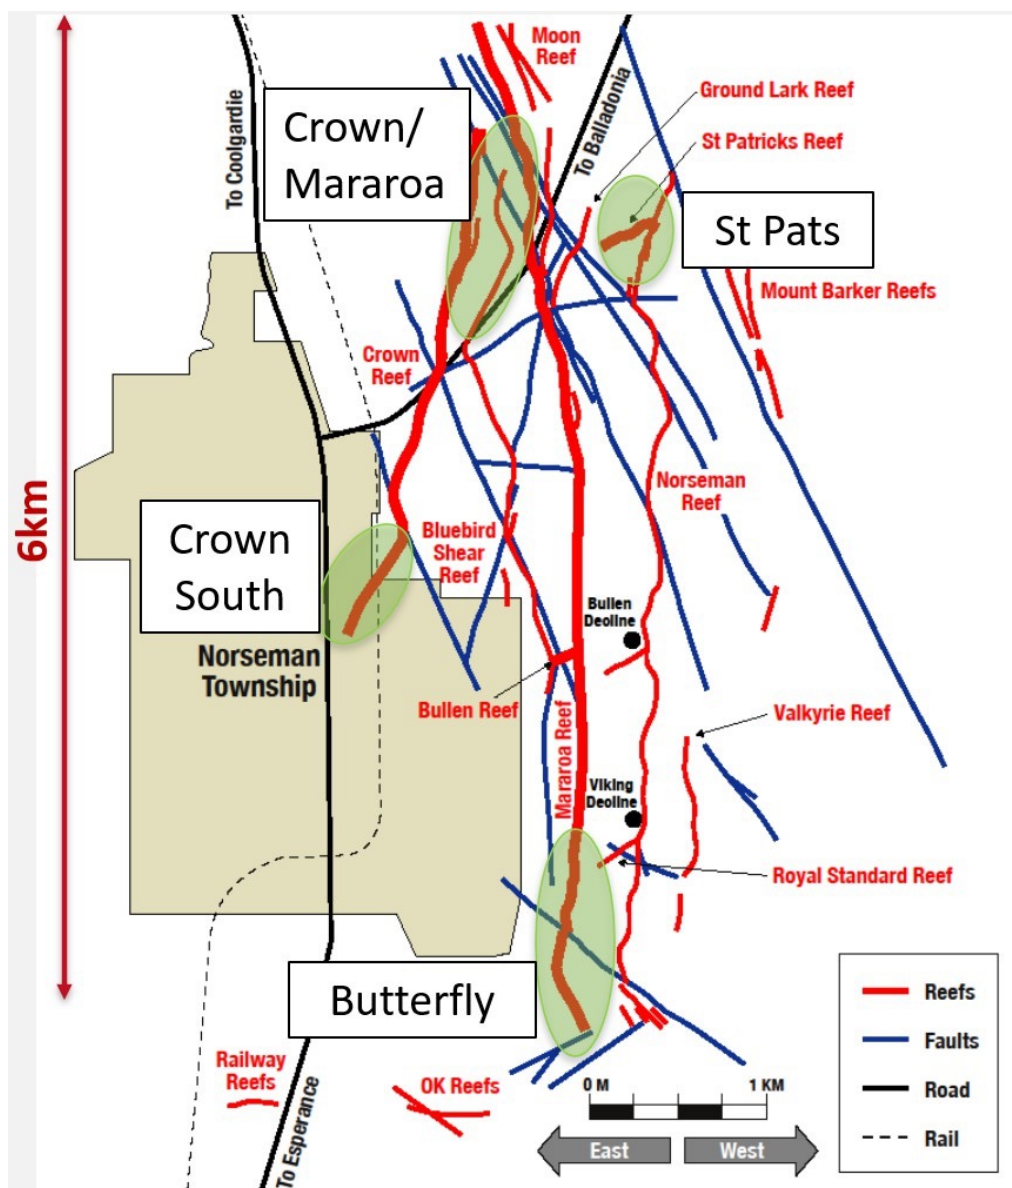 Moon
Reef
To Balladonia
Ground Lark Reef
To Coolgardie
Crown/
Mararoa
St Patricks Reef
St Pats
Mount Barker Reefs
Crown
Reef
6km
Norseman
Reef
Crown
South
Bluebird
Shear
Reef
Bullen
Deoline
Norseman
Township
Bullen Reef
Mararoa Reef
Valkyrie Reef
Viking
Deoline
Royal Standard Reef
Butterfly
Reefs
Faults
Road
Rail
Railway
Reefs
OK Reefs
To Esperance
0 M
1 KM
East
West